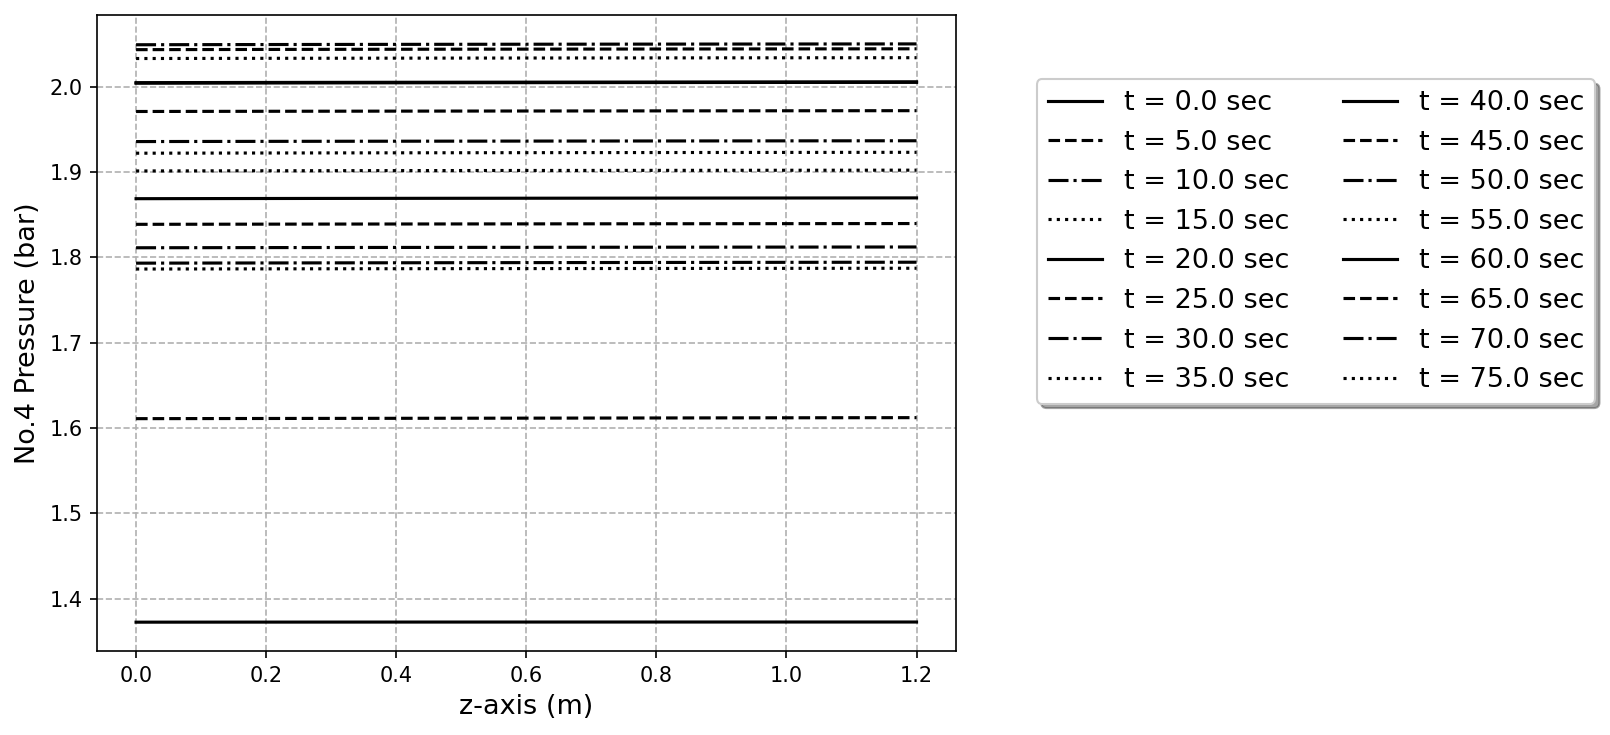 2.0
1.9
1.8
1.7
1.6
1.5
1.4
No.4 Pressure (bar)
0.0 0.2 0.4 0.6 0.8 1.0 1.2
z-axis (m)
t = 0.0 sec
t = 5.0 sec
t = 10.0 sec
t = 15.0 sec
t = 20.0 sec
t = 25.0 sec
t = 30.0 sec
t = 35.0 sec
t = 40.0 sec
t = 45.0 sec
t = 50.0 sec
t = 55.0 sec
t = 60.0 sec
t = 65.0 sec
t = 70.0 sec
t = 75.0 sec